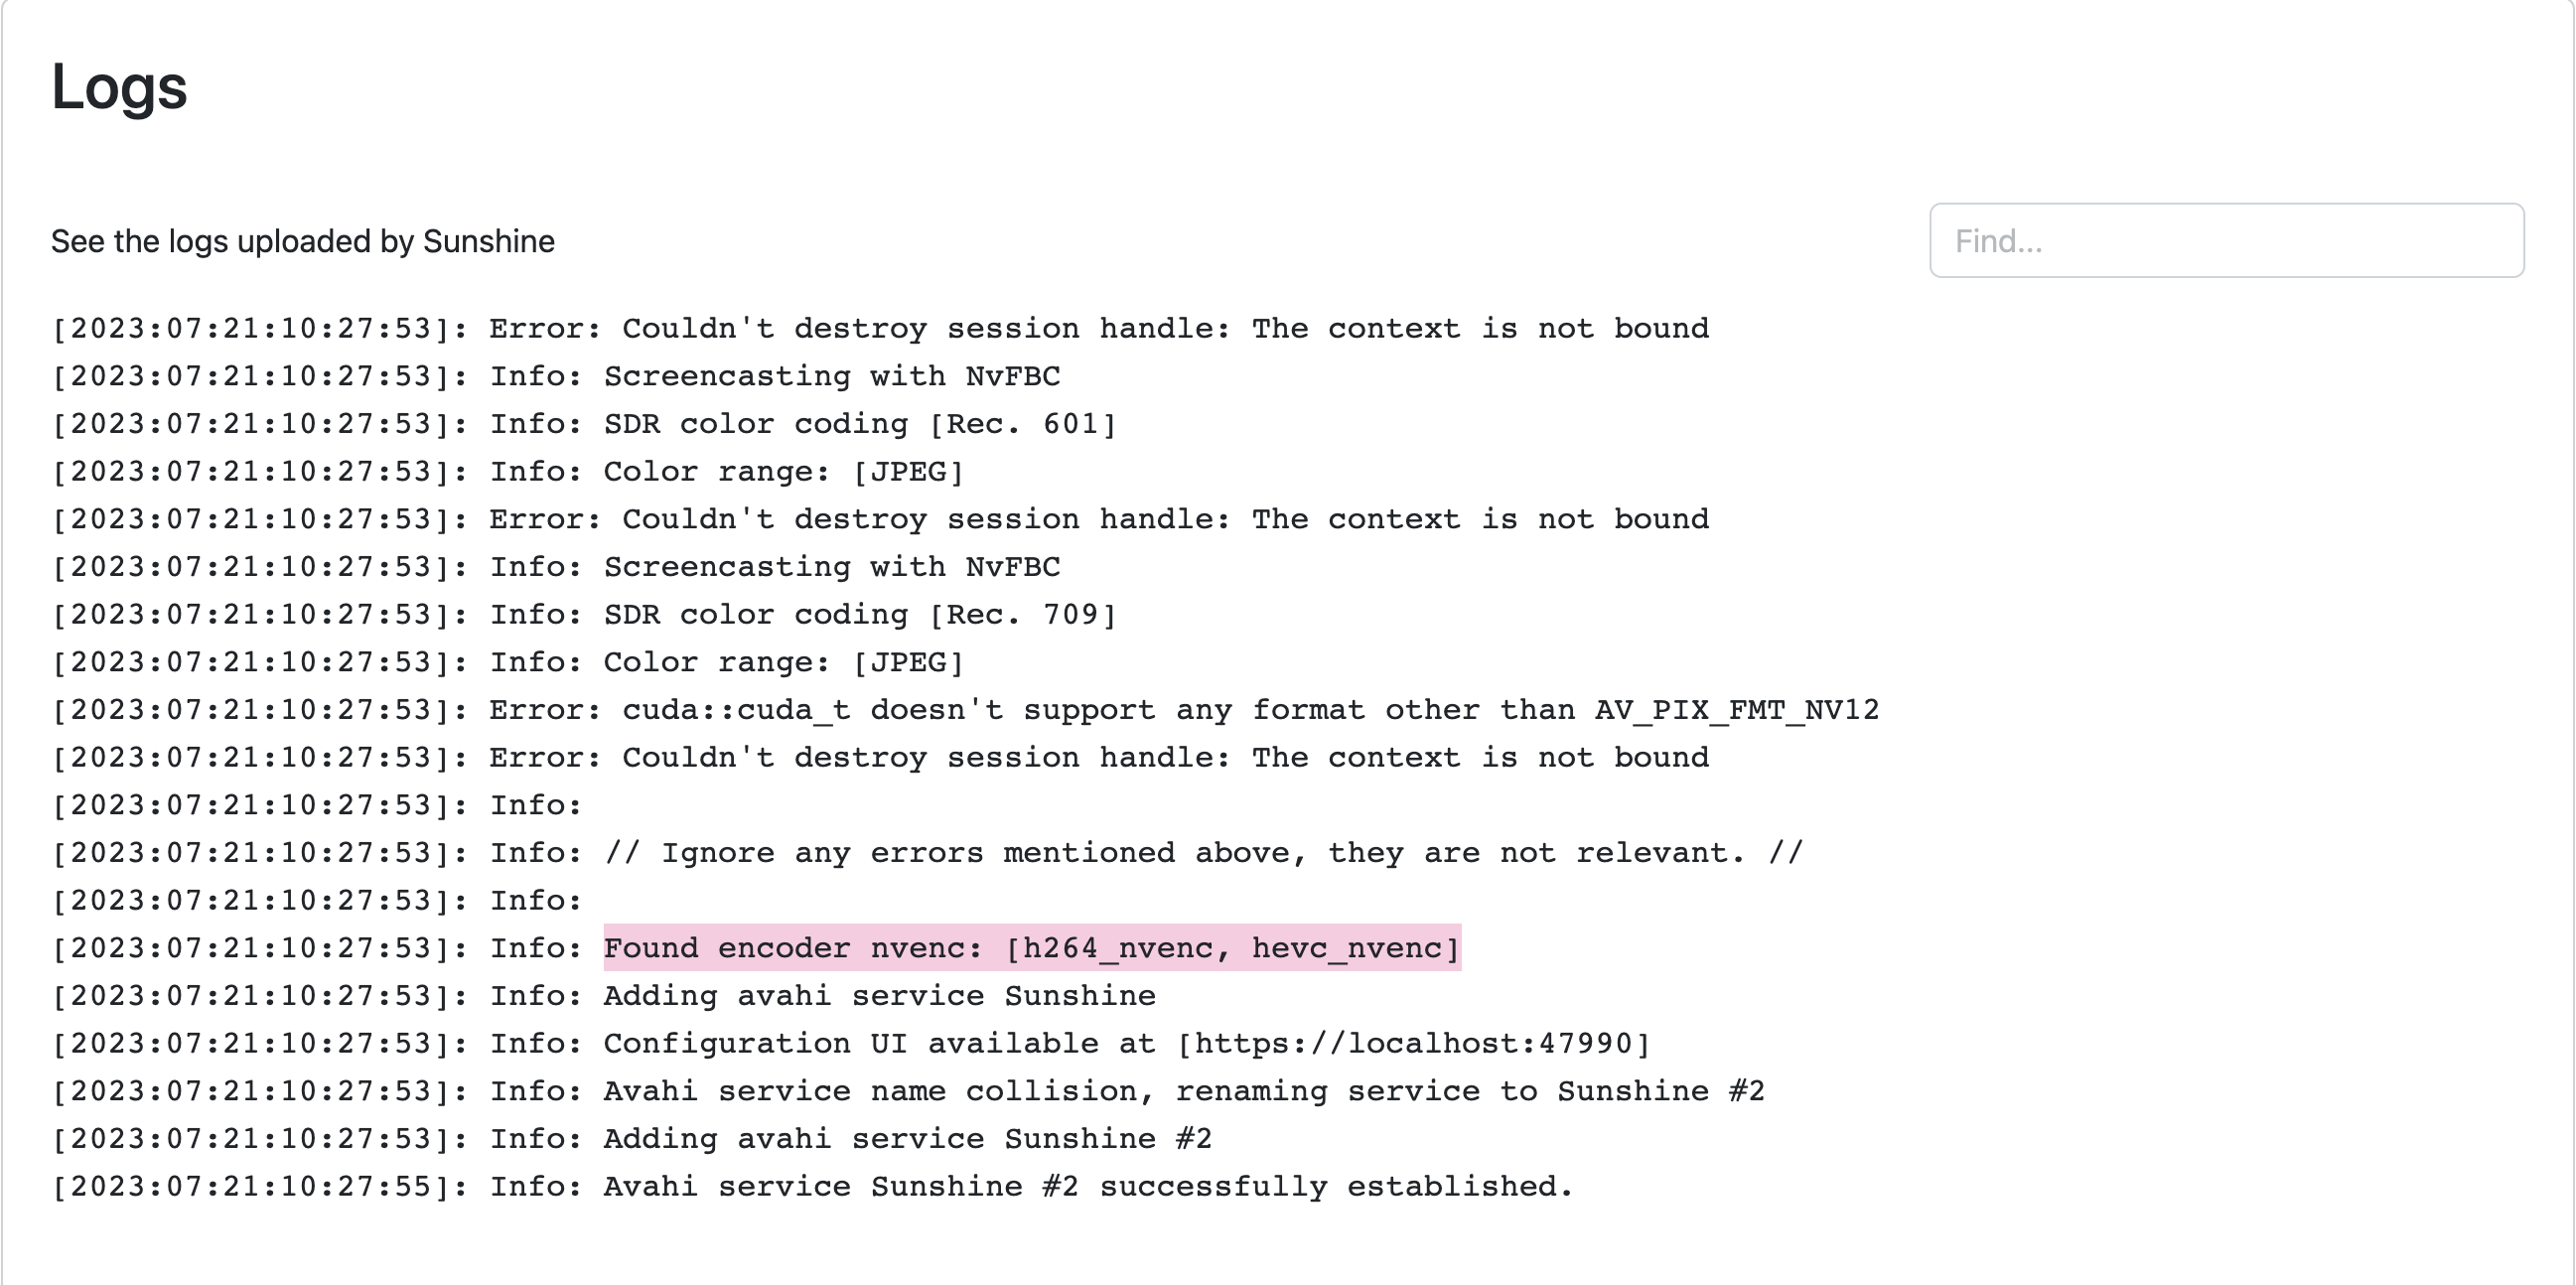 Logs
See the logs uploaded by Sunshine
Find...
[2023:07:21:10:27:53]: Error: Couldn't destroy session handle: The context is not bound
[2023:07:21:10:27:53]: Info: Screencasting with NvFBC
[2023:07:21:10:27:53]: Info: SDR color coding [Rec. 601]
[2023:07:21:10:27:53]: Info: Color range: [JPEG]
[2023:07:21:10:27:53]: Error: Couldn't destroy session handle: The context is not bound
[2023:07:21:10:27:53]: Info: Screencasting with NvFBC
[2023:07:21:10:27:53]: Info: SDR color coding [Rec. 709]
[2023:07:21:10:27:53]: Info: Color range: [JPEG]
[2023:07:21:10:27:53]: Error: cuda::cuda_t doesn't support any format other than AV_PIX_FMT_NV12
[2023:07:21:10:27:53]: Error: Couldn't destroy session handle: The context is not bound
[2023:07:21:10:27:53]: Info:
[2023:07:21:10:27:53]: Info: // Ignore any errors mentioned above, they are not relevant. //
[2023:07:21:10:27:53]: Info:
[2023:07:21:10:27:53]: Info: Found encoder nvenc: [h264_nvenc, hevc_nvenc]
[2023:07:21:10:27:53]: Info: Adding avahi service Sunshine
[2023:07:21:10:27:53]: Info: Configuration UI available at [https://localhost:47990]
[2023:07:21:10:27:53]: Info: Avahi service name collision, renaming service to Sunshine #2
[2023:07:21:10:27:53]: Info: Adding avahi service Sunshine #2
[2023:07:21:10:27:55]: Info: Avahi service Sunshine #2 successfully established.